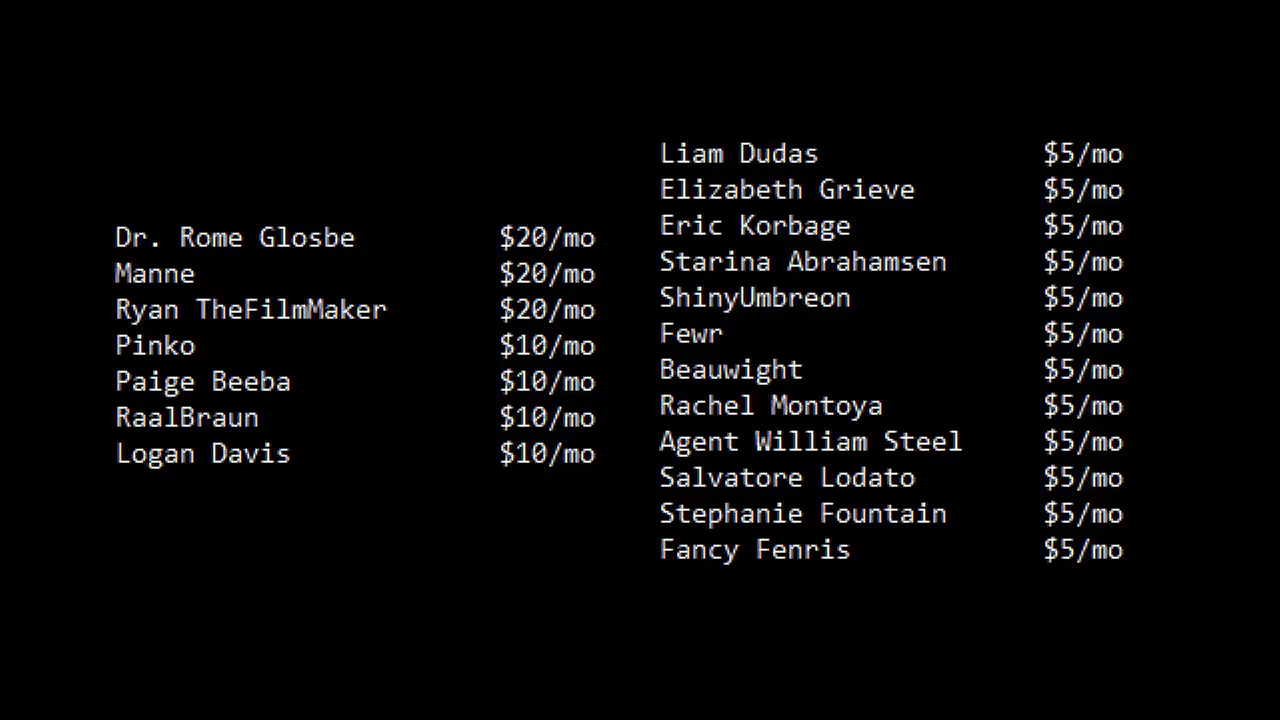 Dr. Rome Glosbe $20/mo
Manne $20/mo
Ryan TheFilmMaker $20/mo
Pinko $10/mo
Paige Beeba $10/mo
RaalBraun $10/mo
Logan Davis $10/mo
Liam Dudas $5/mo
Elizabeth Grieve $5/mo
Eric Korbage $5/mo
Starina Abrahamsen $5/mo
ShinyUmbreon $5/mo
Fewr $5/mo
Beauwight $5/mo
Rachel Montoya $5/mo
Agent William Steel $5/mo
Salvatore Lodato $5/mo
Stephanie Fountain $5/mo
Fancy Fenris $5/mo